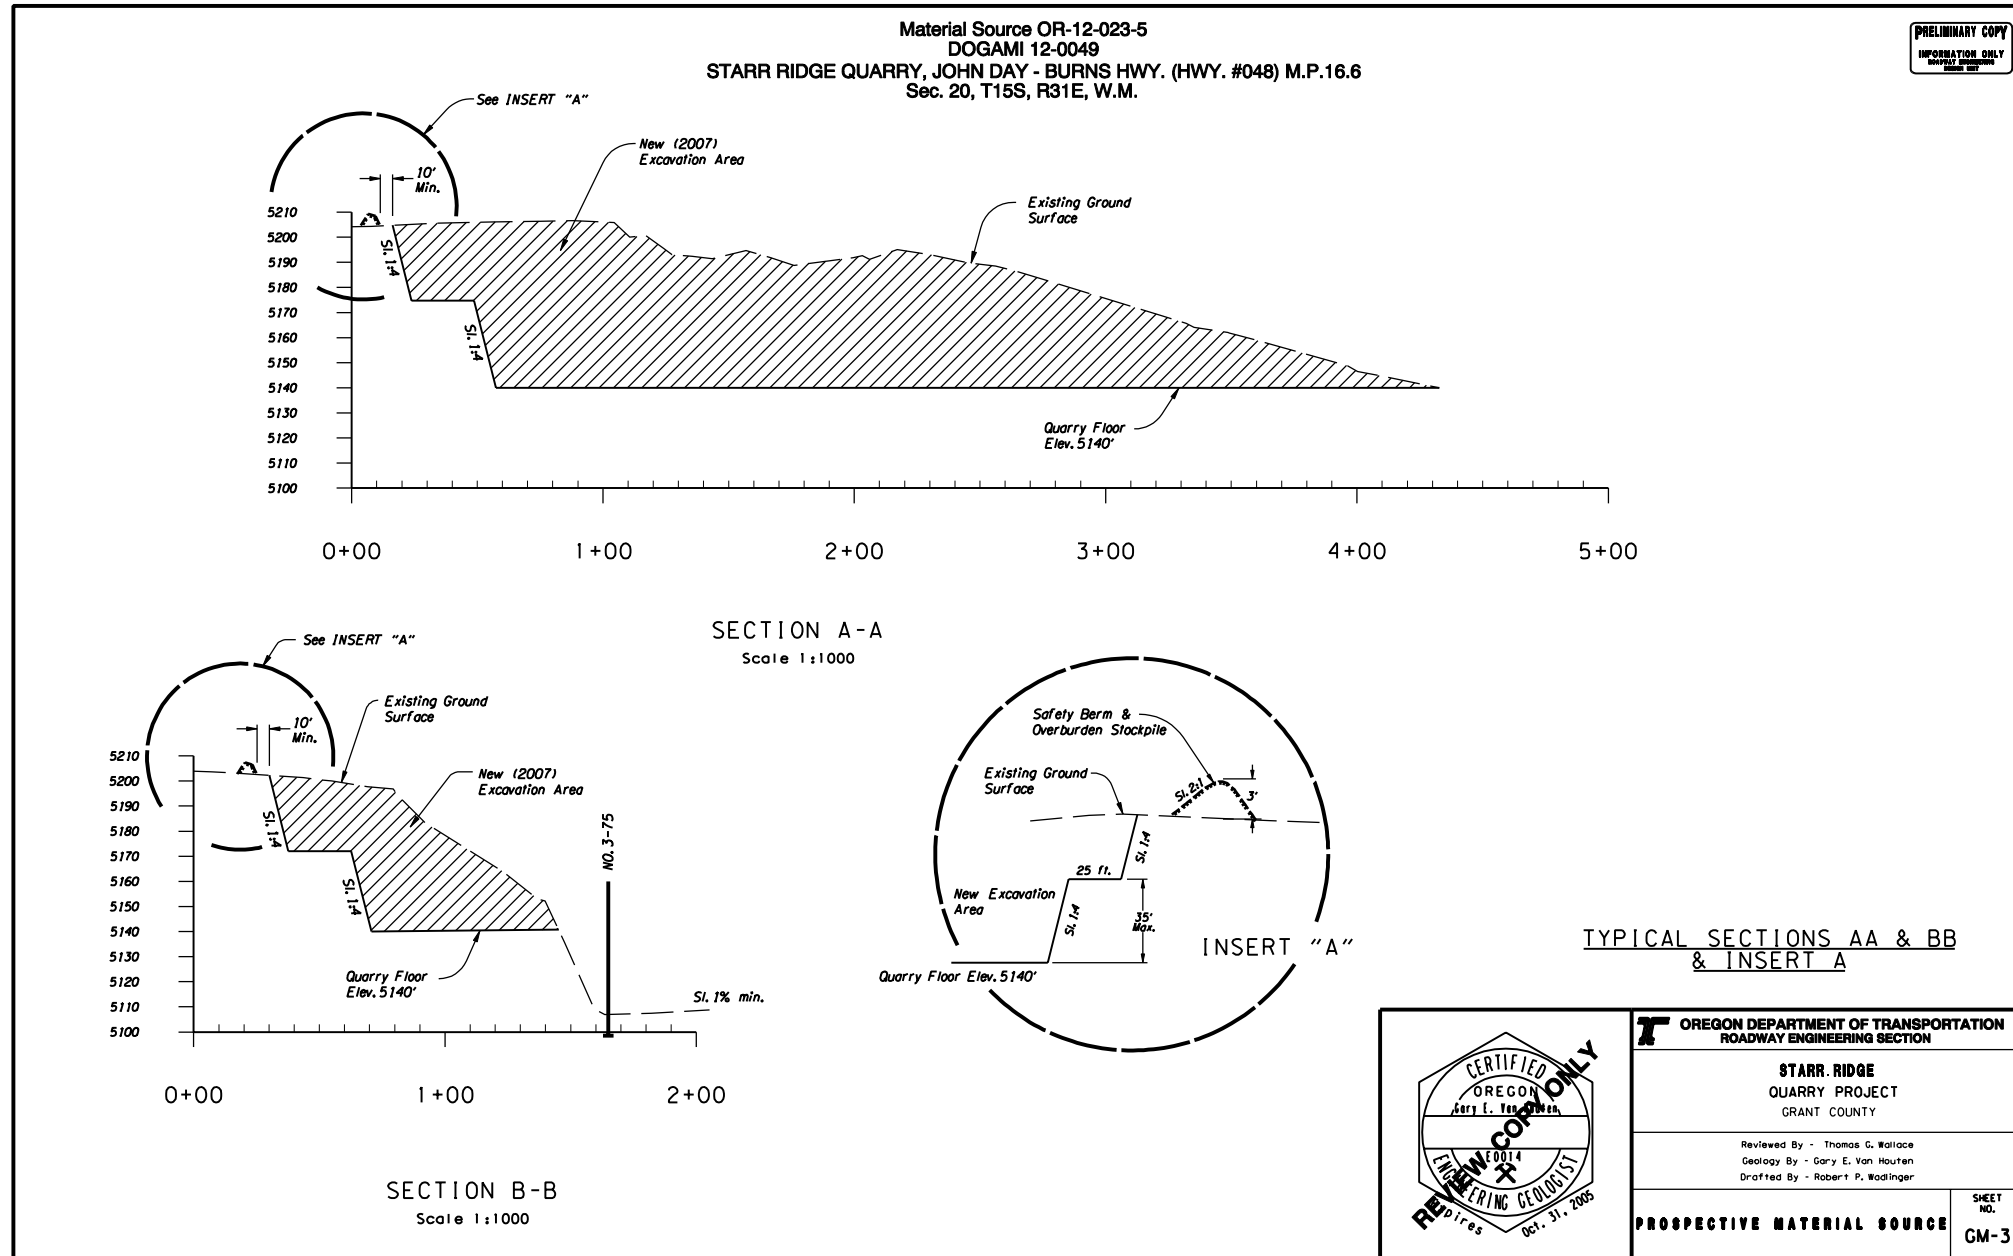 Material Source OR-12-023-5
DOGAMI 12-0049
STARR RIDGE QUARRY, JOHN DAY - BURNS HWY. (HWY. #048) M.P.16.6
Sec. 20, T15S, R31E, W.M.
PRELIMINARY COPY
INFORMATION ONLY
See INSERT "A"
10'
Min.
New (2007)
Excavation Area
Existing Ground
Surface
5210
5200
5190
5180
5170
5160
5150
5140
5130
5120
5110
5100
Sl. 1:4
Sl. 1:4
Quarry Floor
Elev. 5140'
0+00 1+00 2+00 3+00 4+00 5+00
SECTION A-A
Scale 1:1000
See INSERT "A"
10'
Min.
Existing Ground
Surface
New (2007)
Excavation Area
5210
5200
5190
5180
5170
5160
5150
5140
5130
5120
5110
5100
Sl. 1:4
Sl. 1:4
NO. 3-75
Quarry Floor
Elev. 5140'
Sl. 1% min.
0+00 1+00 2+00
SECTION B-B
Scale 1:1000
Safety Berm &
Overburden Stockpile
Existing Ground
Surface
Sl. 2:1
3'
Sl. 1:4
25 ft.
New Excavation
Area
Sl. 1:4
35'
Max.
INSERT "A"
Quarry Floor Elev. 5140'
TYPICAL SECTIONS AA & BB
& INSERT A
CERTIFIED
OREGON
Gary E. Van Houten
E0014
ENGINEERING GEOLOGIST
Expires Oct. 31, 2005
REVIEW COPY ONLY
OREGON DEPARTMENT OF TRANSPORTATION
ROADWAY ENGINEERING SECTION
STARR RIDGE
QUARRY PROJECT
GRANT COUNTY
Reviewed By - Thomas G. Wallace
Geology By - Gary E. Van Houten
Drafted By - Robert P. Wadlinger
PROSPECTIVE MATERIAL SOURCE
SHEET
NO.
GM-3